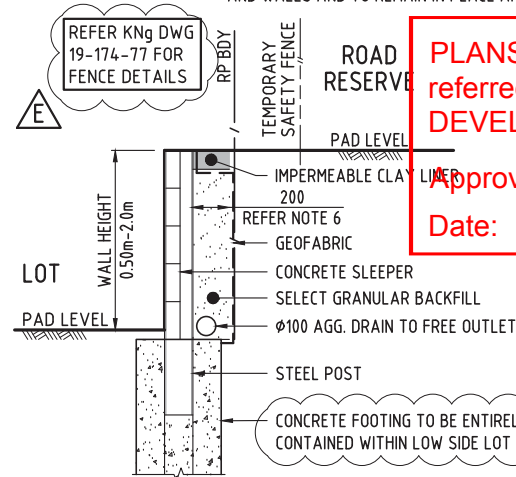 REFER KNg DWG
19-174-77 FOR
FENCE DETAILS
E
RP BDY
TEMPORARY
SAFETY FENCE
ROAD
RESERVE
PLANS
referred
DEVEL
Approv
Date:
PAD LEVEL
IMPERMEABLE CLAY LINER
200
REFER NOTE 6
GEOFABRIC
WALL HEIGHT
0.50m-2.0m
LOT
CONCRETE SLEEPER
SELECT GRANULAR BACKFILL
PAD LEVEL
Ø100 AGG. DRAIN TO FREE OUTLET
STEEL POST
CONCRETE FOOTING TO BE ENTIREL
CONTAINED WITHIN LOW SIDE LOT